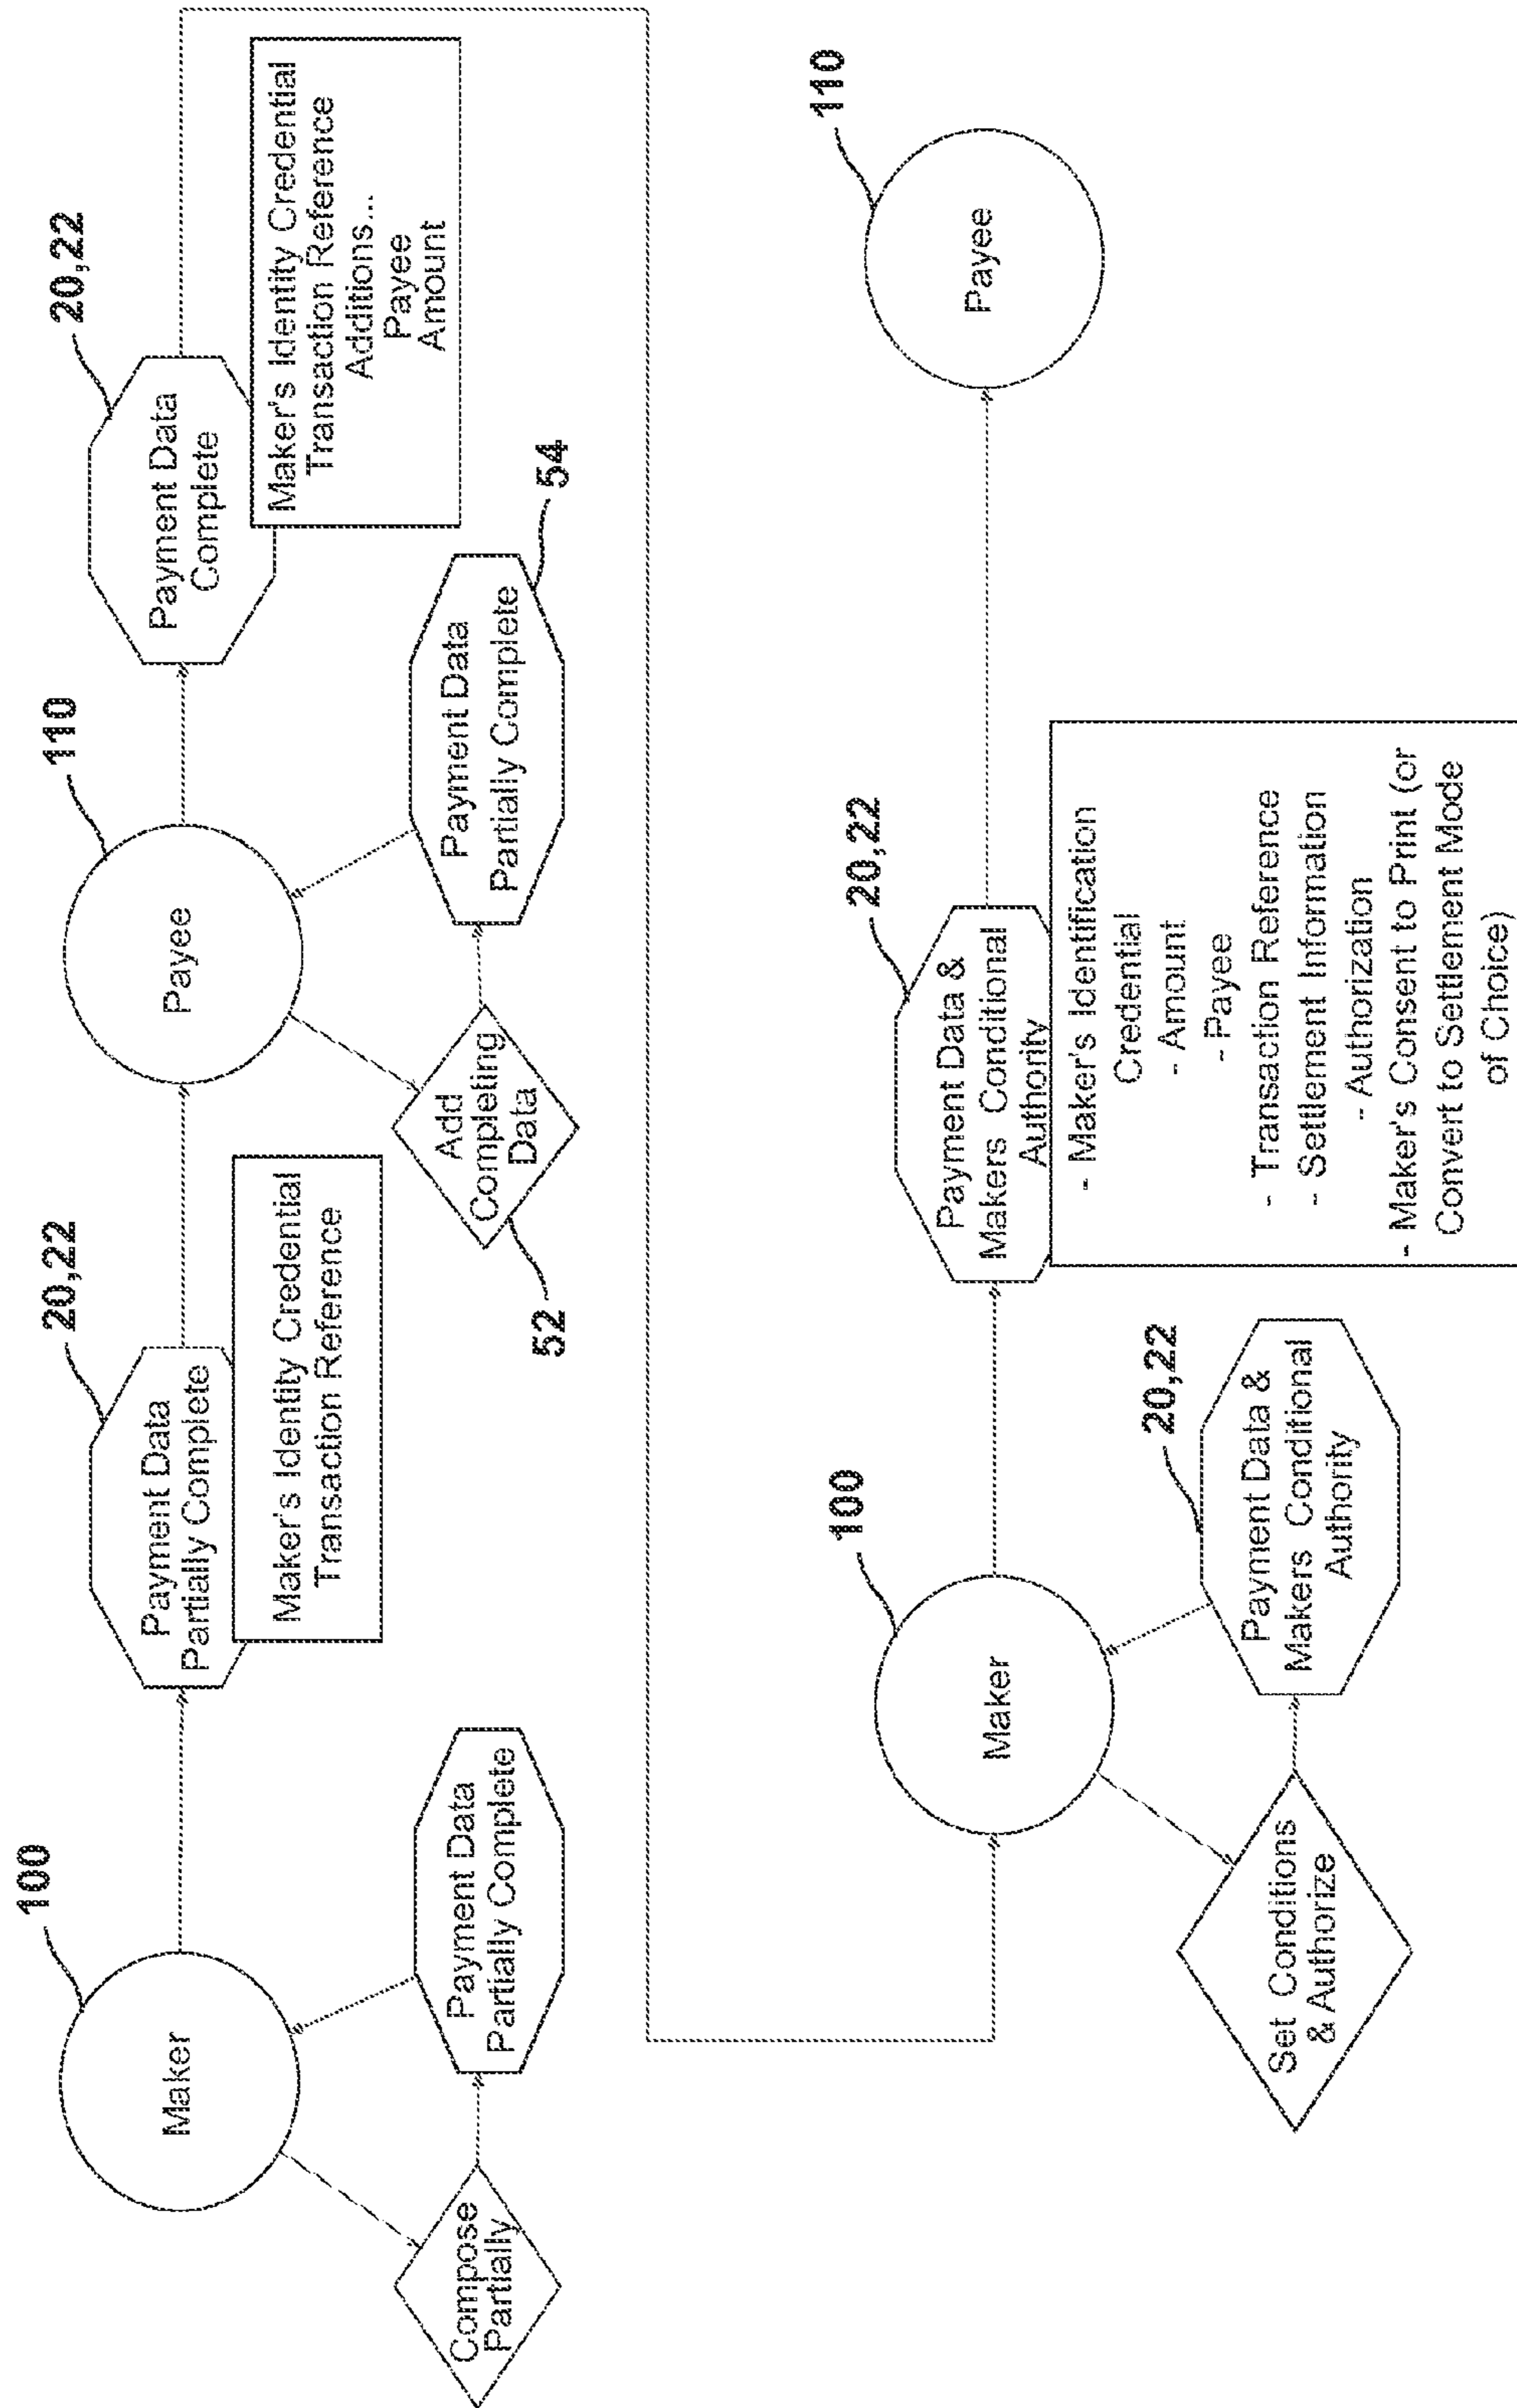 100
Maker
Compose
Partially
Payment Data
Partially Complete
20,22
Payment Data
Partially Complete
Maker's Identity Credential
Transaction Reference
110
Payee
52
Add
Completing
Data
54
Payment Data
Partially Complete
20,22
Payment Data
Complete
Maker's Identity Credential
Transaction Reference
Additions...
Payee
Amount
100
Maker
Set Conditions
& Authorize
20,22
Payment Data &
Makers Conditional
Authority
20,22
Payment Data &
Makers Conditional
Authority
- Maker's Identification
Credential
- Amount
- Payee
- Transaction Reference
- Settlement Information
- Authorization
- Maker's Consent to Print (or
Convert to Settlement Mode
of Choice)
110
Payee